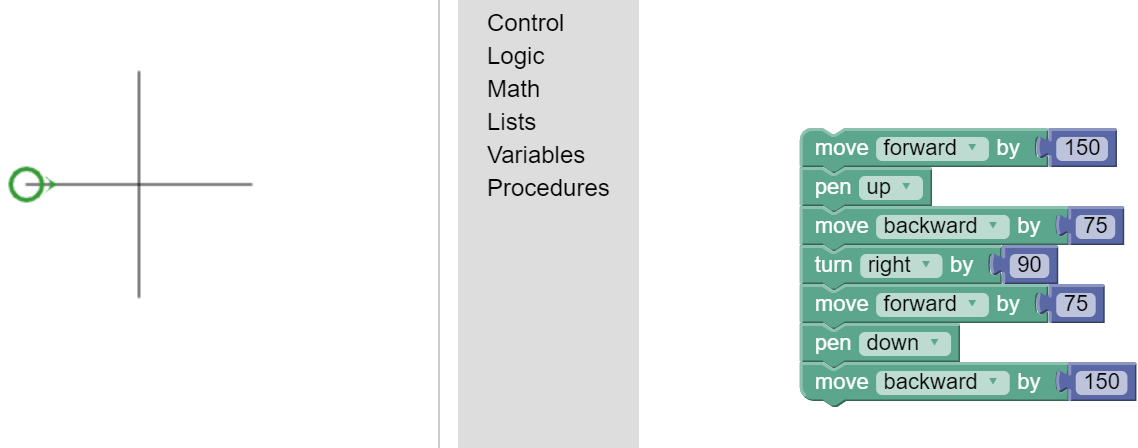 Control
Logic
Math
Lists
Variables
Procedures
move forward by 150
pen up
move backward by 75
turn right by 90
move forward by 75
pen down
move backward by 150